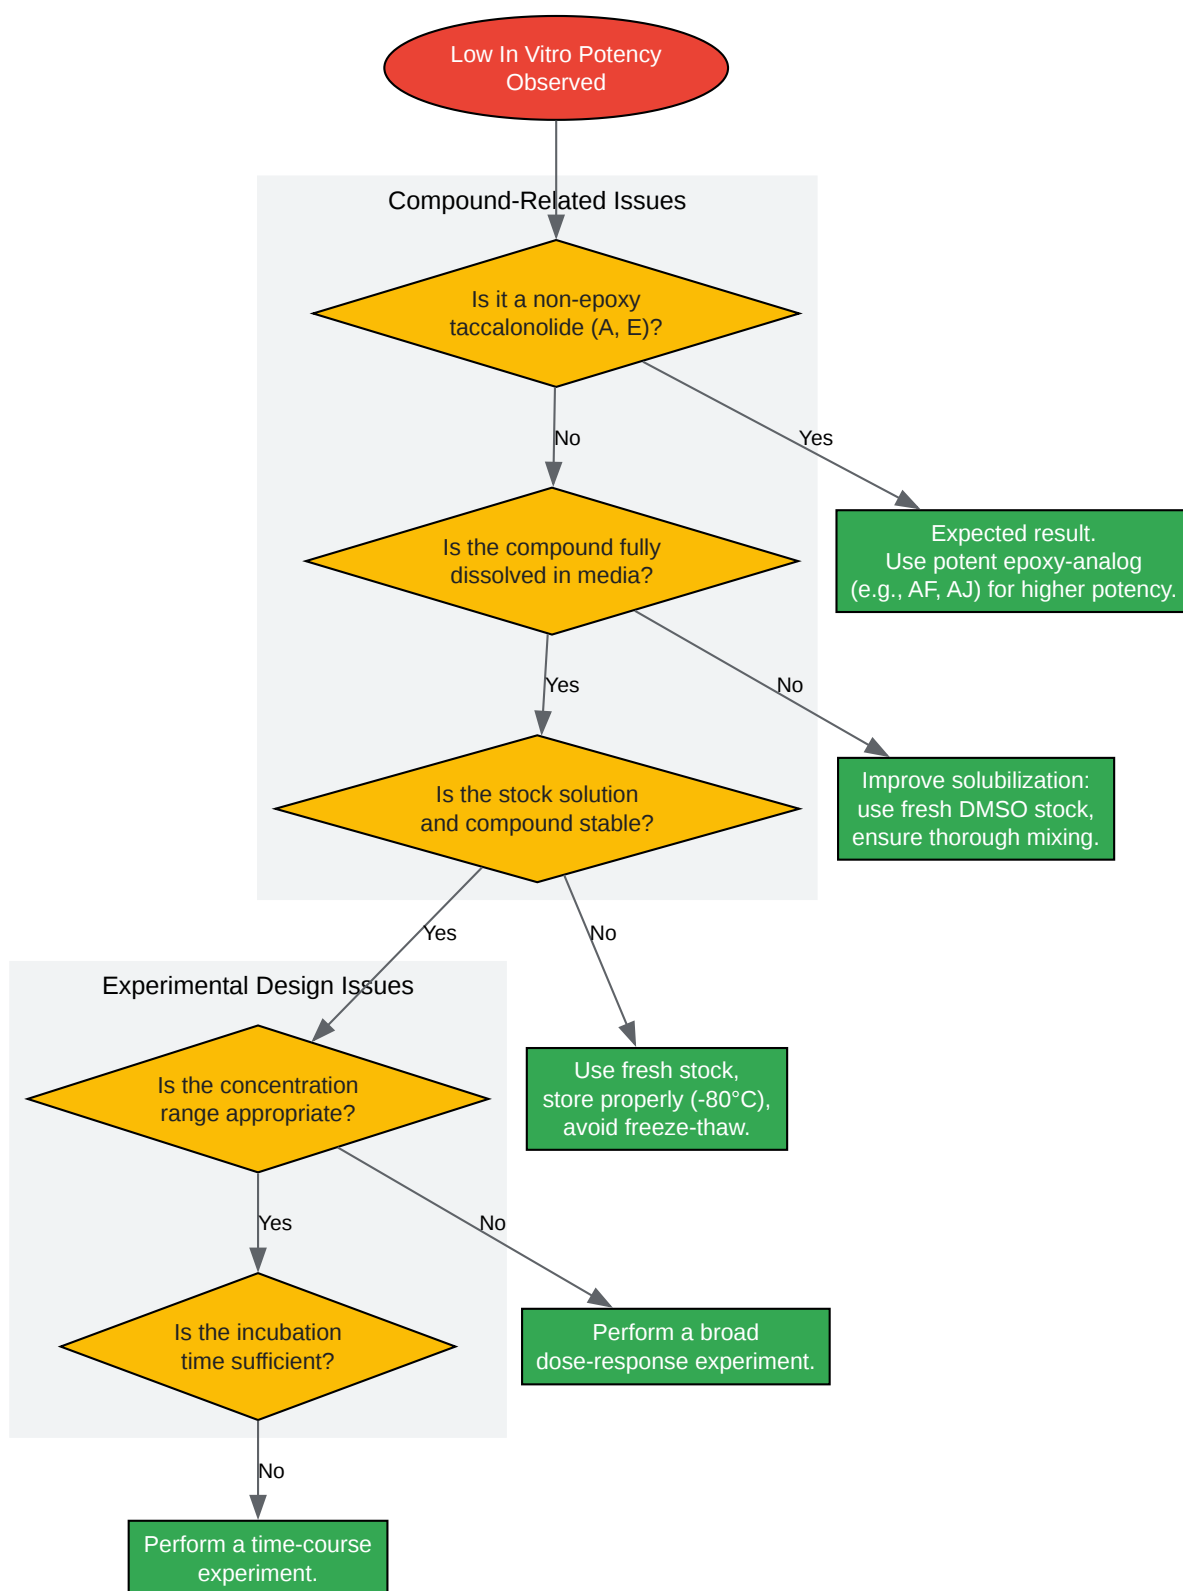 Low In Vitro Potency
Observed
Compound-Related Issues
Is it a non-epoxy
taccalonolide (A, E)?
No
Yes
Is the compound fully
dissolved in media?
Expected result.
Use potent epoxy-analog
(e.g., AF, AJ) for higher potency.
Yes
No
Is the stock solution
and compound stable?
Improve solubilization:
use fresh DMSO stock,
ensure thorough mixing.
Yes
No
Experimental Design Issues
Is the concentration
range appropriate?
Use fresh stock,
store properly (-80°C),
avoid freeze-thaw.
Yes
No
Is the incubation
time sufficient?
Perform a broad
dose-response experiment.
No
Perform a time-course
experiment.